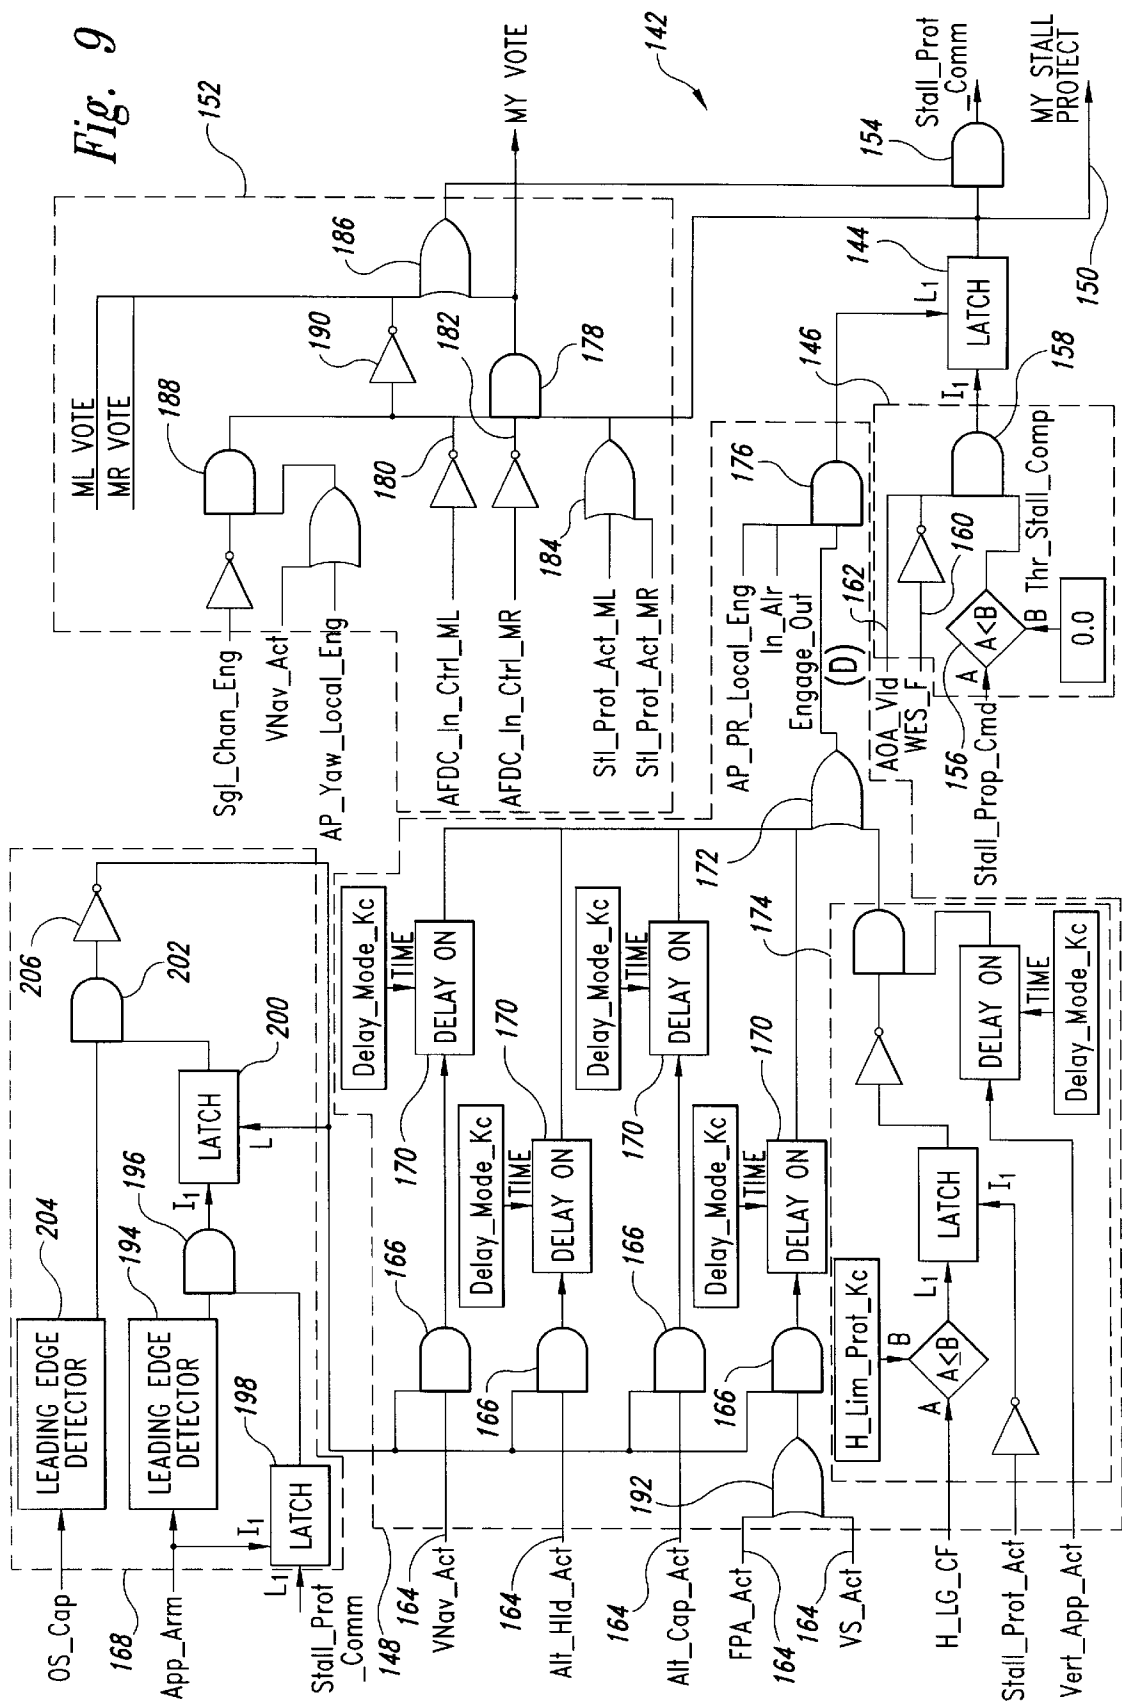 Fig. 9
152
ML VOTE
MR VOTE
188
190
186
MY VOTE
180
182
178
184
Sgl_Chan_Eng
VNav_Act
AP_Yaw_Local_Eng
AFDC_In_Ctrl_ML
AFDC_In_Ctrl_MR
Stl_Prot_Act_ML
Stl_Prot_Act_MR
142
Stall_Prot
_Comm
154
MY STALL
PROTECT
150
144
L1
LATCH
I1
146
158
176
AP_PR_Local_Eng
In_Air
Engage_Out
(D)
162
160
AOA_Vld
WES_F
156
A
A<B
B
Thr_Stall_Comp
0.0
Stall_Prop_Cmd
206
202
200
LATCH
L
I1
196
204
LEADING EDGE
DETECTOR
194
LEADING EDGE
DETECTOR
198
LATCH
I1
L1
OS_Cap
168
App_Arm
Stall_Prot
_Comm
148
Delay_Mode_Kc
TIME
DELAY ON
170
Delay_Mode_Kc
TIME
DELAY ON
170
Delay_Mode_Kc
TIME
DELAY ON
170
Delay_Mode_Kc
TIME
DELAY ON
170
172
174
166
166
166
166
192
164
VNav_Act
164
Alt_Hld_Act
164
Alt_Cap_Act
FPA_Act
164
164
VS_Act
H_LG_CF
Stall_Prot_Act
Vert_App_Act
H_Lim_Prot_Kc
B
A
A≤B
L1
LATCH
I1
DELAY ON
TIME
Delay_Mode_Kc